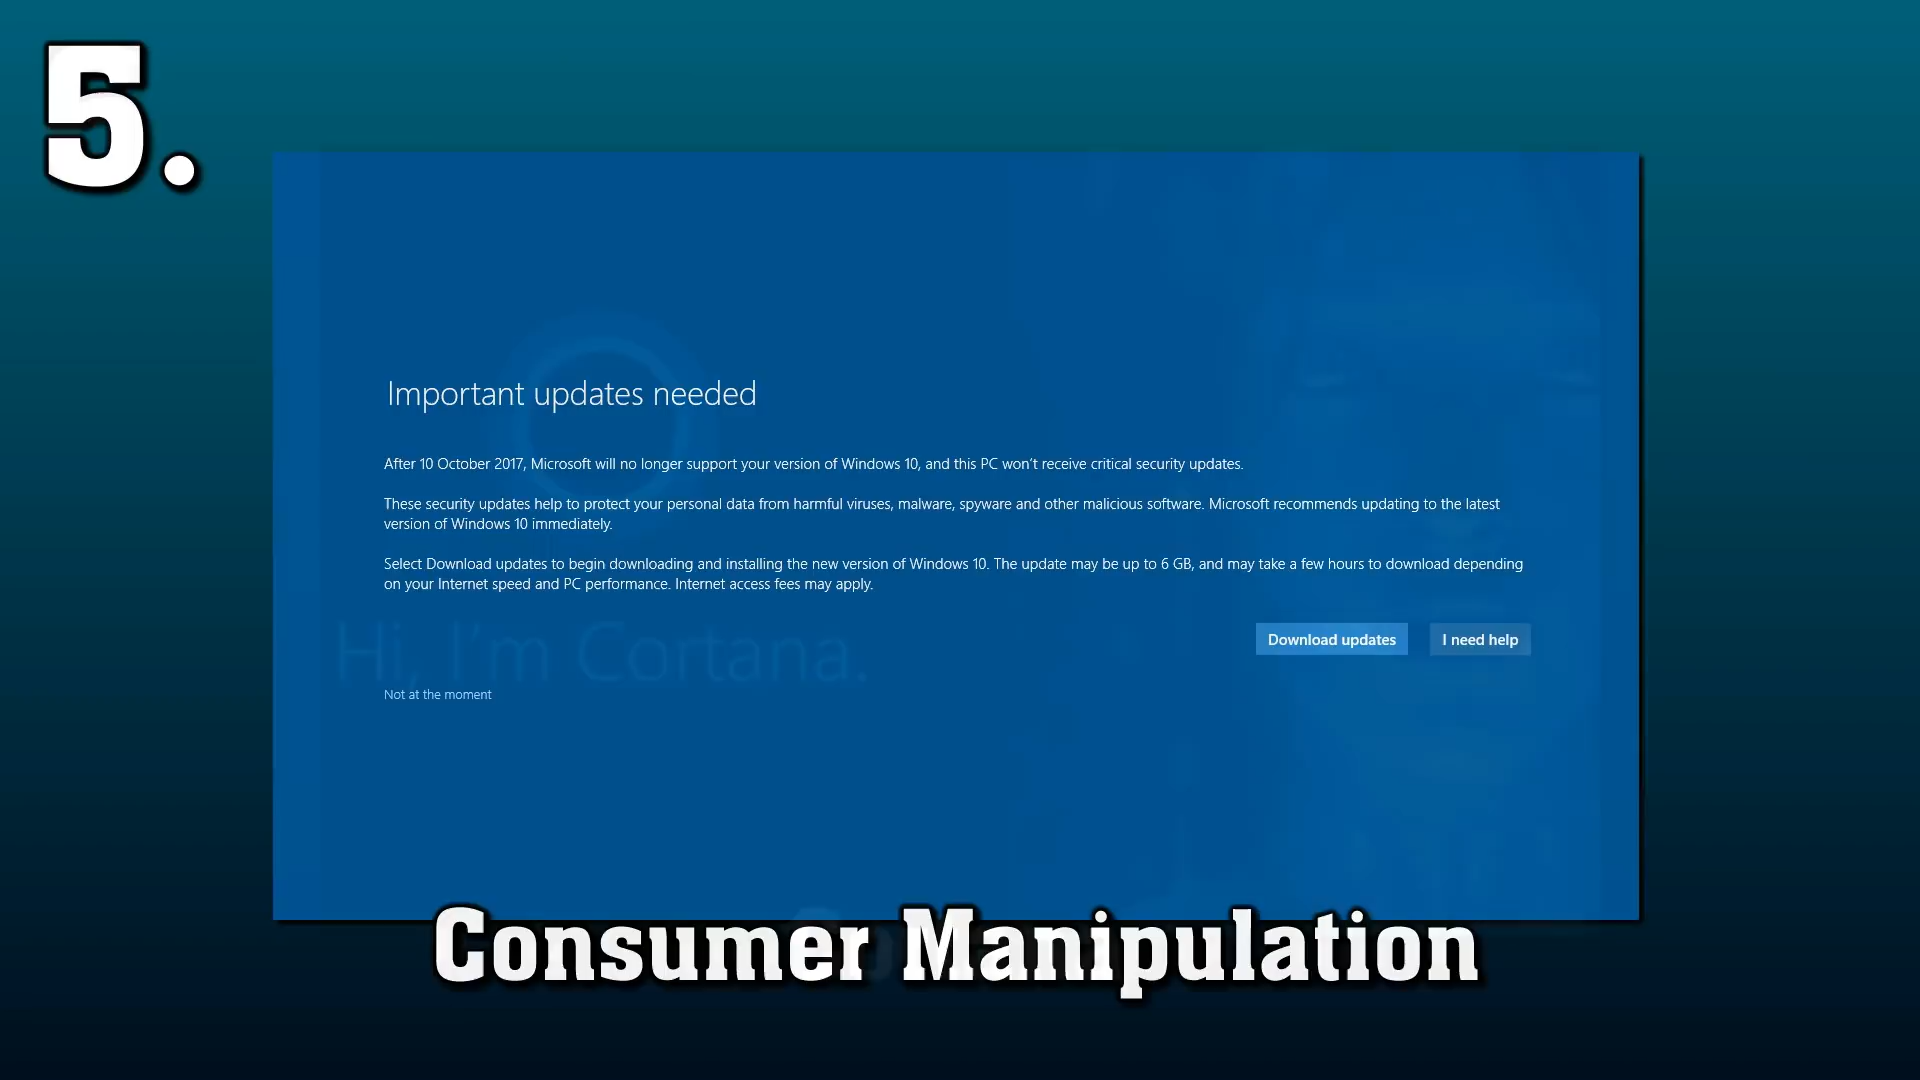 5.
Important updates needed
After 10 October 2017, Microsoft will no longer support your version of Windows 10, and this PC won't receive critical security updates.
These security updates help to protect your personal data from harmful viruses, malware, spyware and other malicious software. Microsoft recommends updating to the latest
version of Windows 10 immediately.
Select Download updates to begin downloading and installing the new version of Windows 10. The update may be up to 6 GB, and may take a few hours to download depending
on your Internet speed and PC performance. Internet access fees may apply.
Download updates
I need help
Hi, I'm Cortana.
Not at the moment
Consumer Manipulation